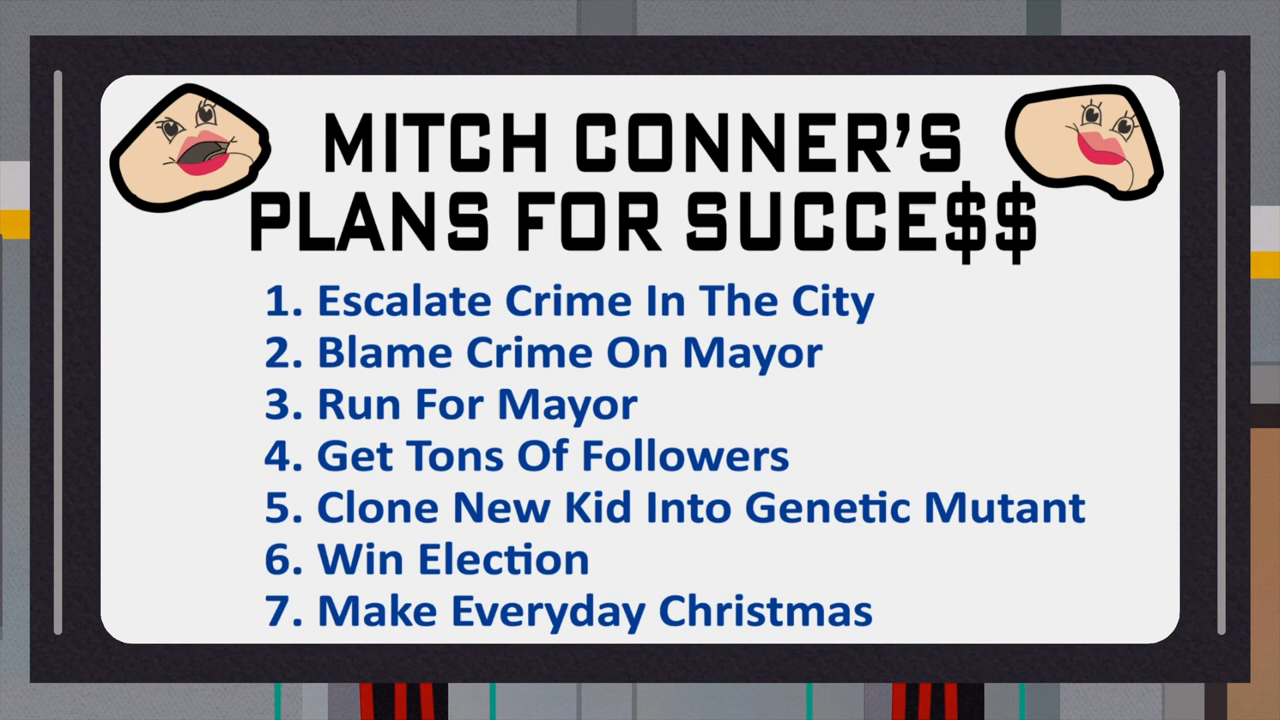 MITCH CONNER'S
PLANS FOR SUCCE$$
1. Escalate Crime In The City
2. Blame Crime On Mayor
3. Run For Mayor
4. Get Tons Of Followers
5. Clone New Kid Into Genetic Mutant
6. Win Election
7. Make Everyday Christmas